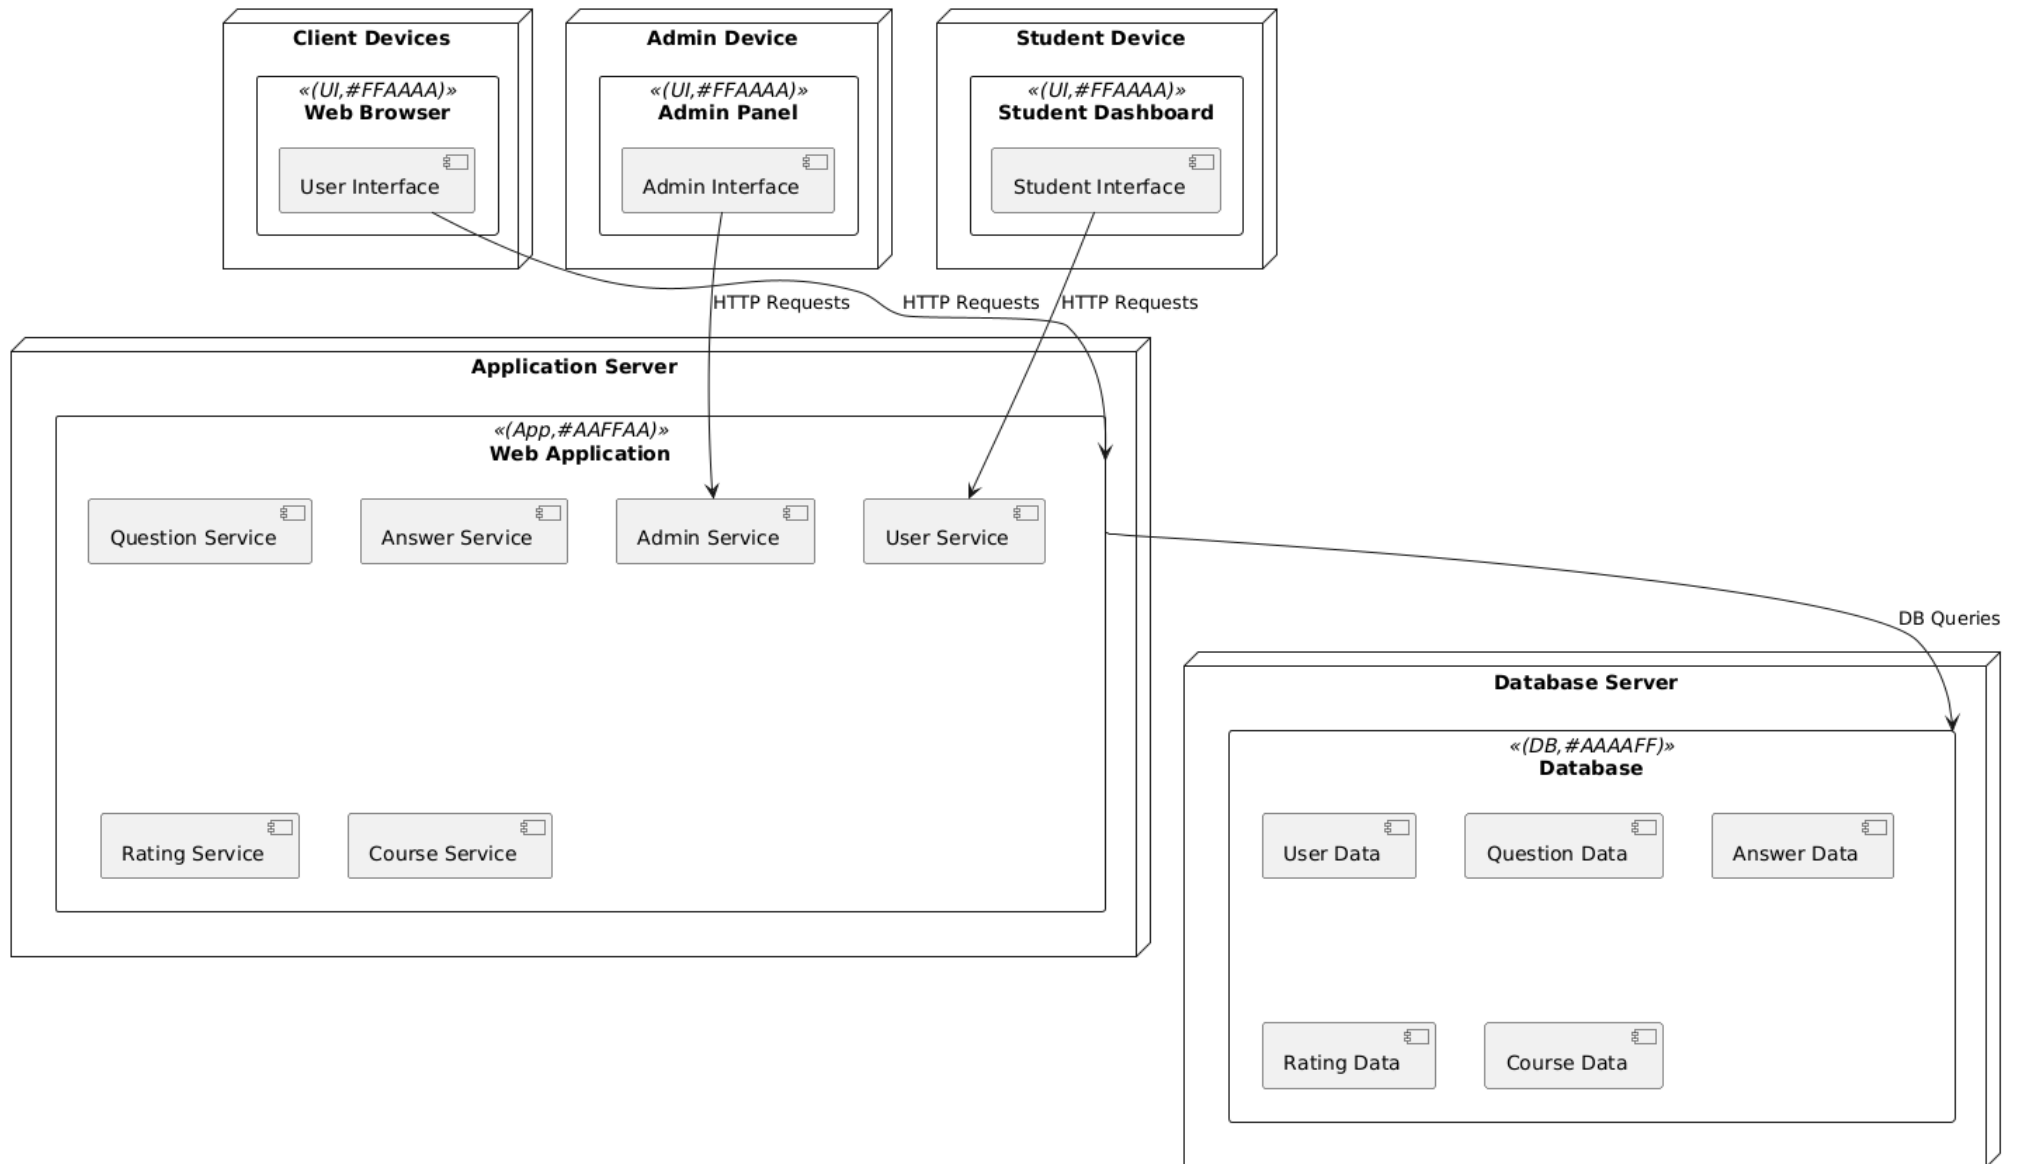 Client Devices
Admin Device
Student Device
«(UI,#FFAAAA)»
Web Browser
«(UI,#FFAAAA)»
Admin Panel
«(UI,#FFAAAA)»
Student Dashboard
User Interface
Admin Interface
Student Interface
HTTP Requests
HTTP Requests
HTTP Requests
Application Server
«(App,#AAFFAA)»
Web Application
Question Service
Answer Service
Admin Service
User Service
DB Queries
Database Server
«(DB,#AAAAFF)»
Database
Rating Service
Course Service
User Data
Question Data
Answer Data
Rating Data
Course Data